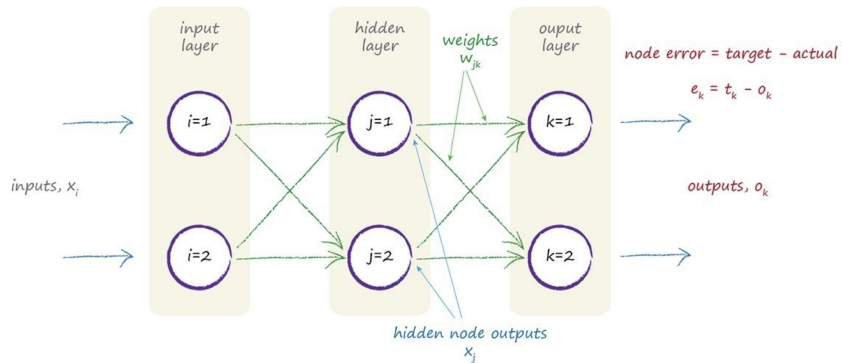 input
layer
hidden
layer
ouput
layer
weights
w_jk
node error = target - actual
e_k = t_k - o_k
i=1
j=1
k=1
inputs, x_i
outputs, o_k
i=2
j=2
k=2
hidden node outputs
x_j